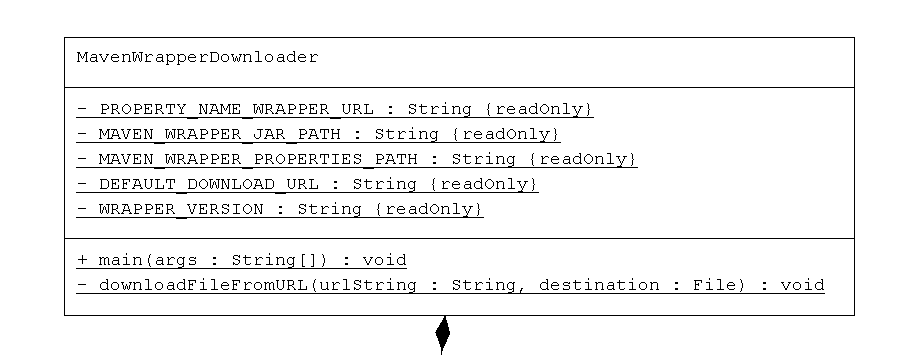 MavenWrapperDownloader
- PROPERTY_NAME_WRAPPER_URL : String {readOnly}
- MAVEN_WRAPPER_JAR_PATH : String {readOnly}
- MAVEN_WRAPPER_PROPERTIES_PATH : String {readOnly}
- DEFAULT_DOWNLOAD_URL : String {readOnly}
- WRAPPER_VERSION : String {readOnly}
+ main(args : String[]) : void
- downloadFileFromURL(urlString : String, destination : File) : void